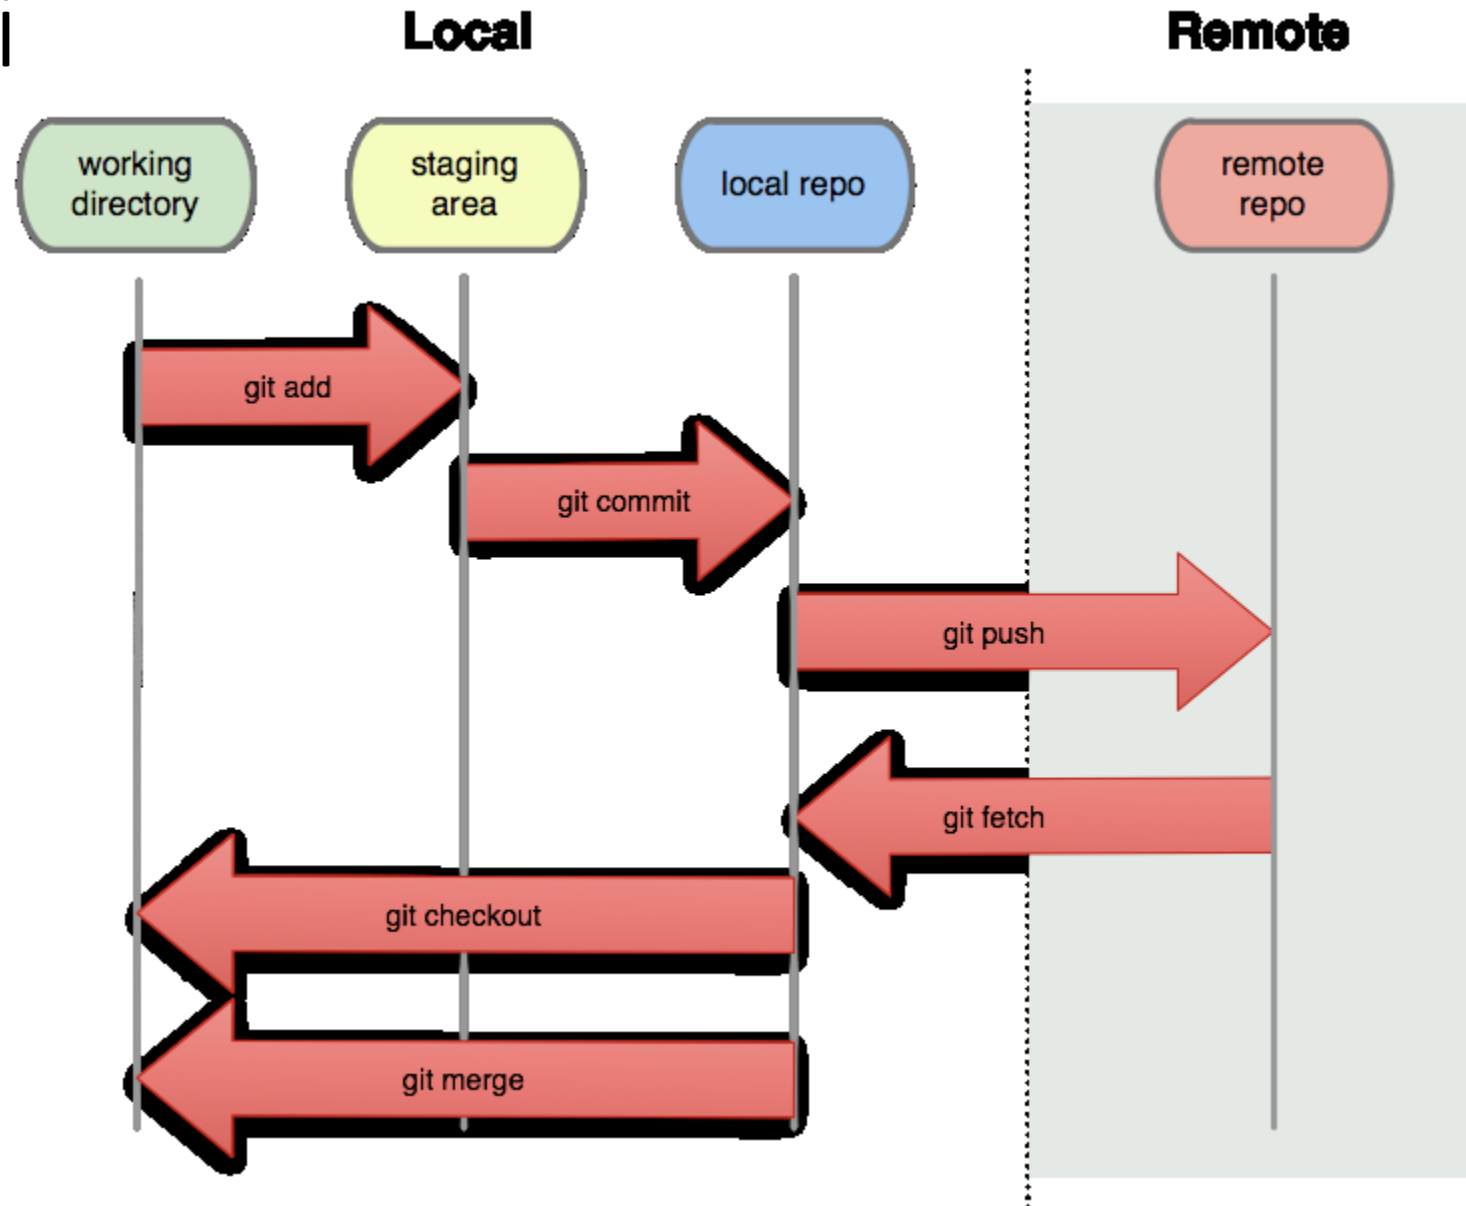 Local
Remote
working
directory
staging
area
local repo
remote
repo
git add
git commit
git push
git fetch
git checkout
git merge